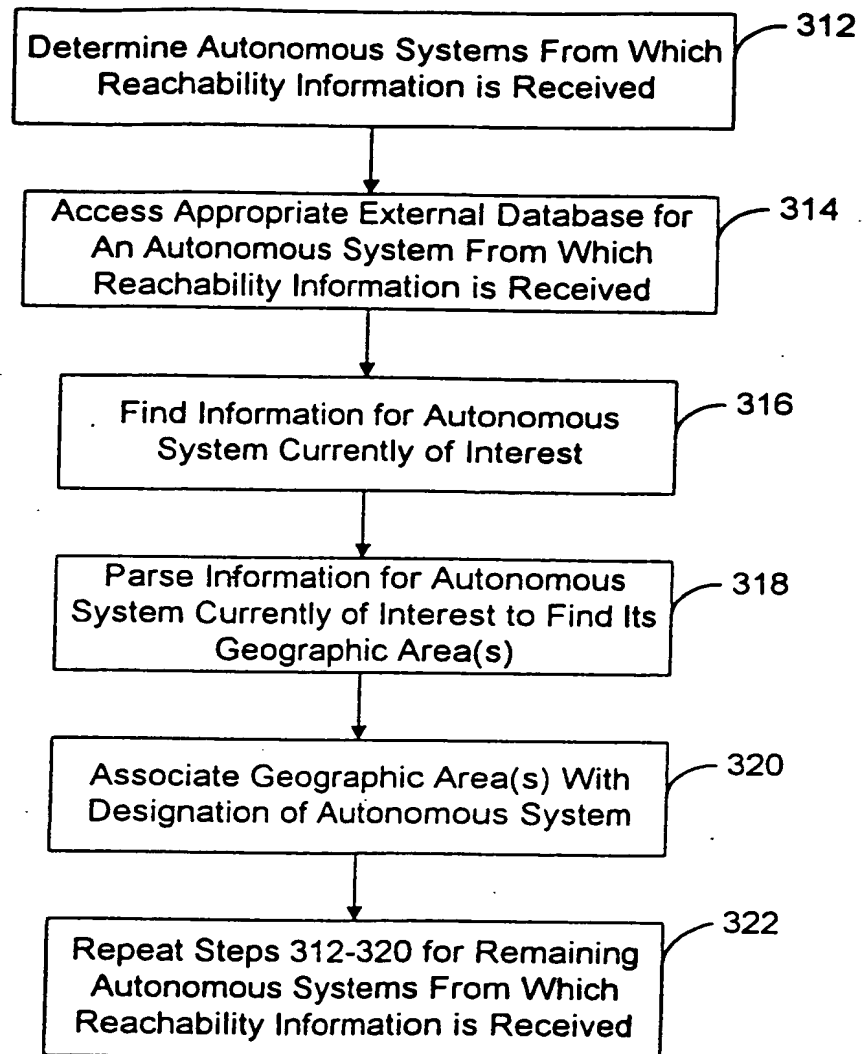 Determine Autonomous Systems From Which
Reachability Information is Received
312
Access Appropriate External Database for
An Autonomous System From Which
Reachability Information is Received
314
Find Information for Autonomous
System Currently of Interest
316
Parse Information for Autonomous
System Currently of Interest to Find Its
Geographic Area(s)
318
Associate Geographic Area(s) With
Designation of Autonomous System
320
Repeat Steps 312-320 for Remaining
Autonomous Systems From Which
Reachability Information is Received
322